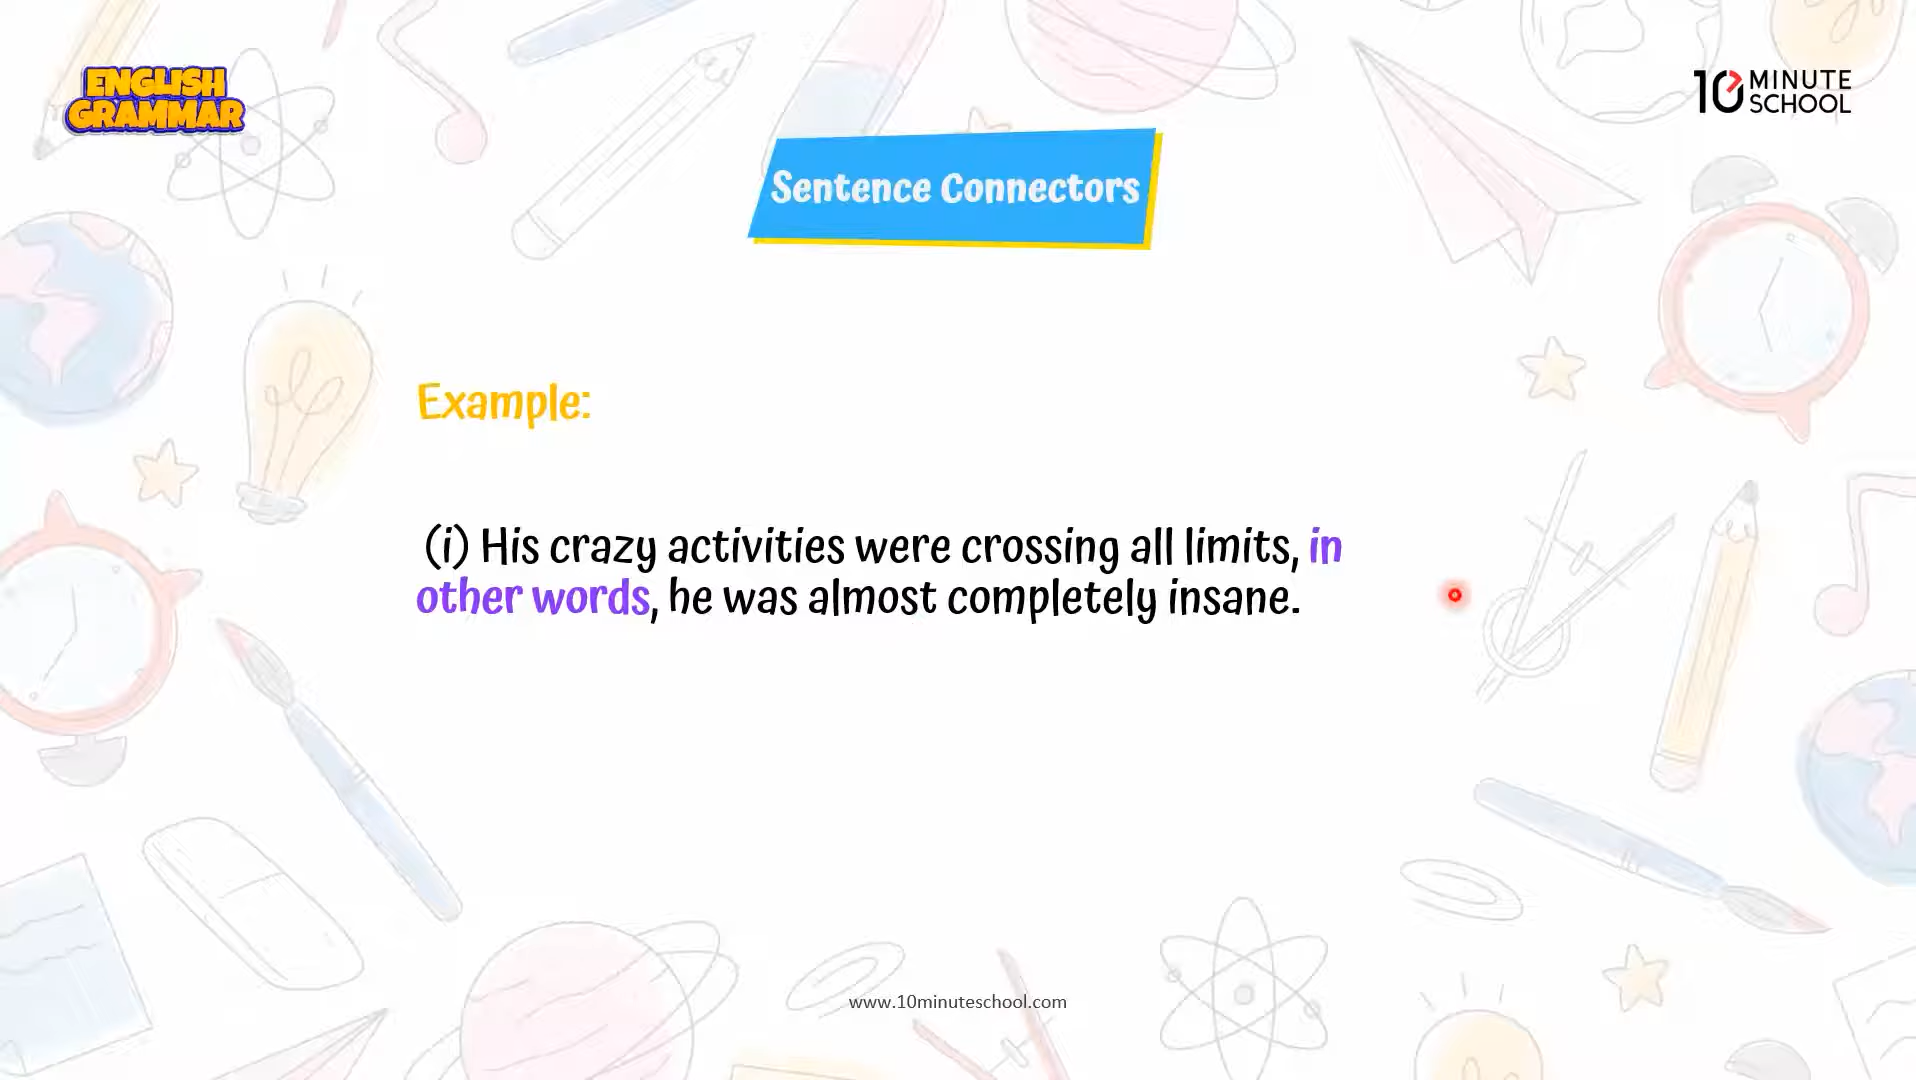 ENGLISH
GRAMMAR
10 MINUTE
SCHOOL
Sentence Connectors
Example:
(i) His crazy activities were crossing all limits, in
other words, he was almost completely insane.
www.10minuteschool.com